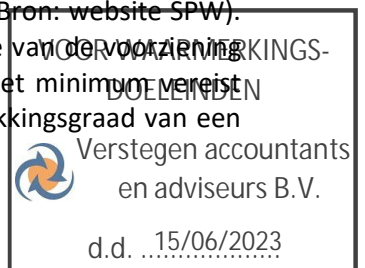 Bron: website SPW).
e van de voorziening
VOOR WAARMERKINGS-
et minimum vereist
DOELEINDEN
kkingsgraad van een
Verstegen accountants
en adviseurs B.V.
d.d. ..15/06/2023..................